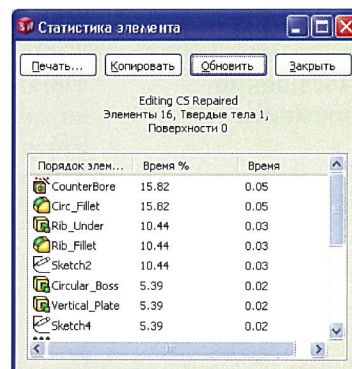 Статистика элемента
Печать... Копировать Обновить Закрыть
Editing CS Repaired
Элементы 16, Твердые тела 1,
Поверхности 0
Порядок элем... Время % Время
CounterBore 15.82 0.05
Circ_Fillet 15.82 0.05
Rib_Under 10.44 0.03
Rib_Fillet 10.44 0.03
Sketch2 10.44 0.03
Circular_Boss 5.39 0.02
Vertical_Plate 5.39 0.02
Sketch4 5.39 0.02